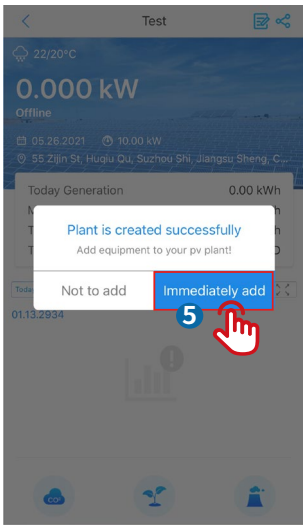 Test
22/20°C
0.000 kW
Offline
05.26.2021 10.00 kW
55 Zijin St, Huqiu Qu, Suzhou Shi, Jiangsu Sheng, C...
Today Generation 0.00 kWh
Plant is created successfully
Add equipment to your pv plant!
Not to add Immediately add
5
01.13.2934
CO²